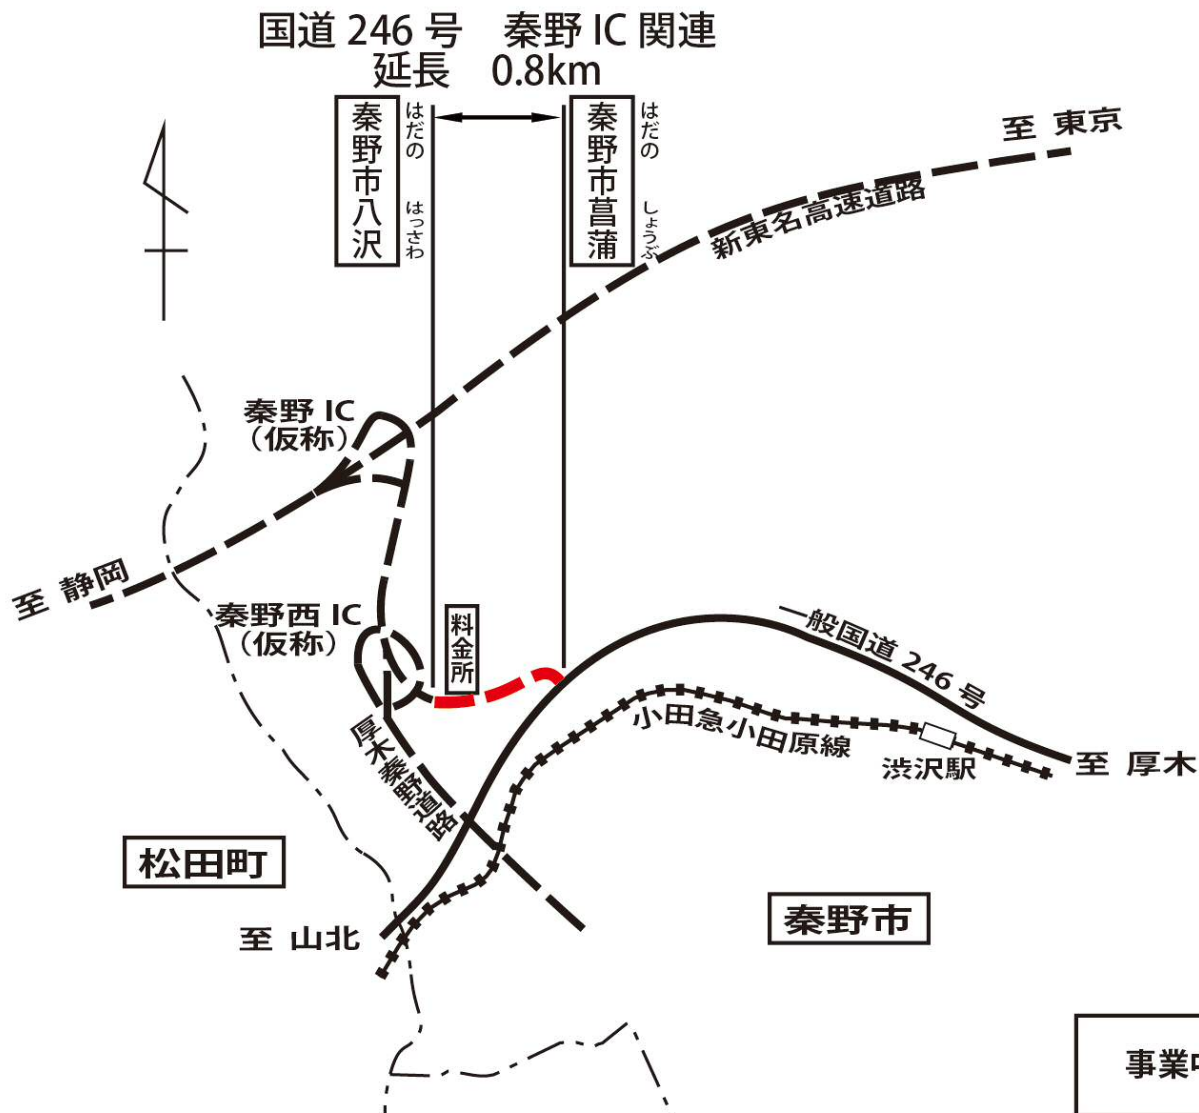 国道 246 号　秦野 IC 関連
延長　0.8km
秦野市八沢
はだの　はっさわ
秦野市菖蒲
はだの　しょうぶ
至 東京
新東名高速道路
秦野 IC
（仮称）
至 静岡
秦野西 IC
（仮称）
料金所
一般国道 246 号
小田急小田原線
渋沢駅
至 厚木
厚木秦野道路
松田町
秦野市
至 山北
事業中